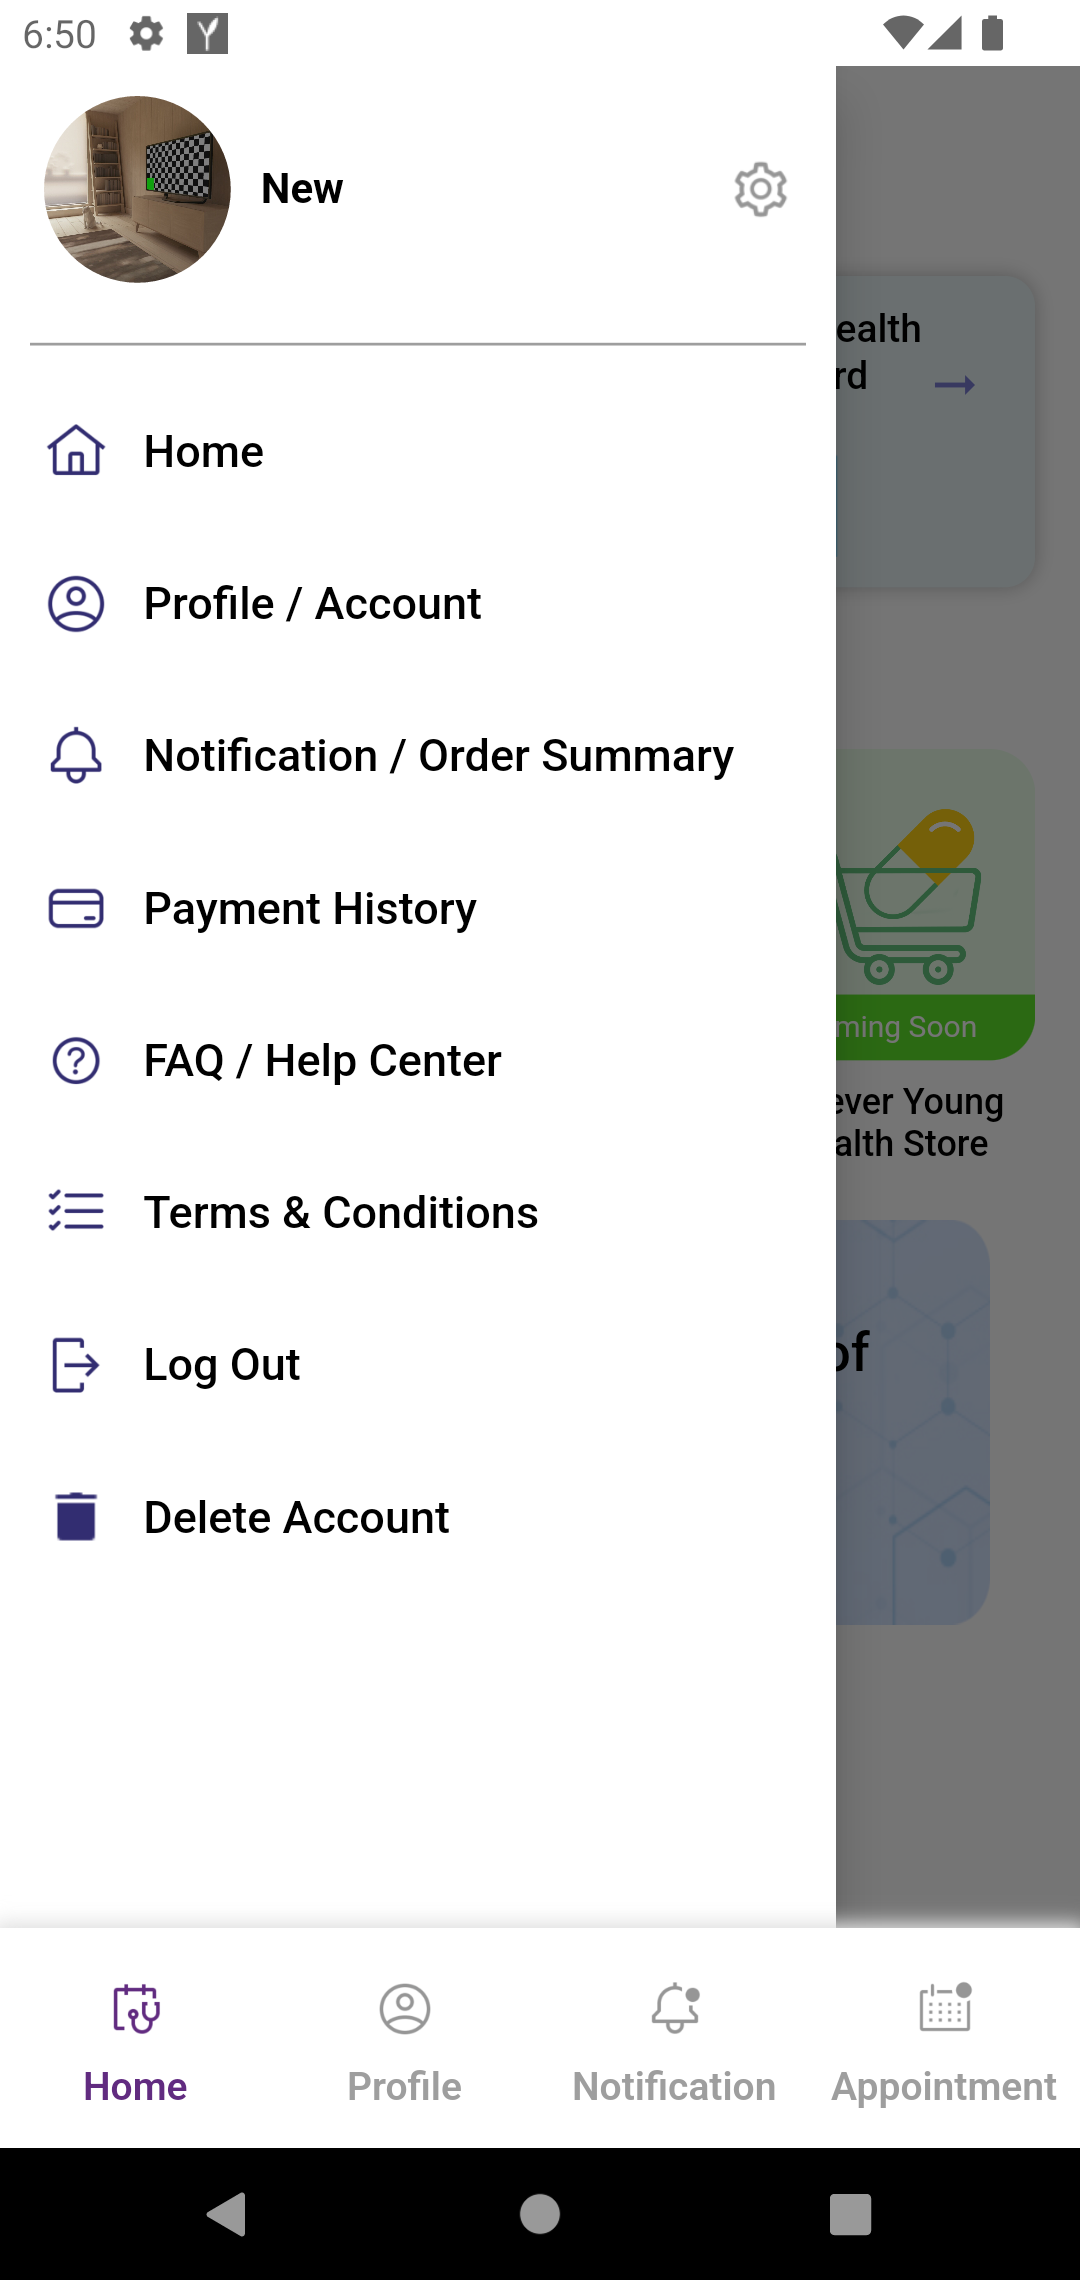 6:50
New
ealth
rd
Home
Profile / Account
Notification / Order Summary
Payment History
ming Soon
FAQ / Help Center
ever Young
alth Store
Terms & Conditions
of
Log Out
Delete Account
Home
Profile
Notification
Appointment